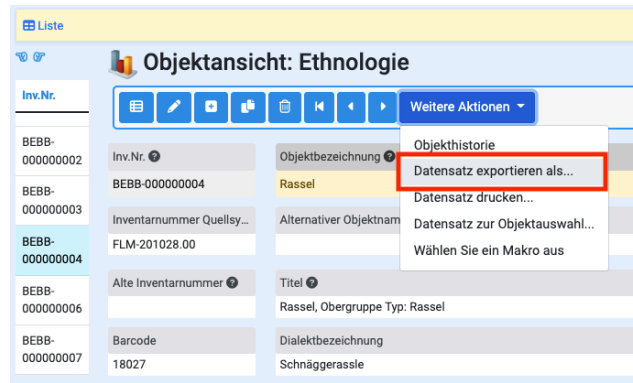 Liste
Objektansicht: Ethnologie
Inv.Nr.
Weitere Aktionen
Objekthistorie
Datensatz exportieren als...
Datensatz drucken...
Datensatz zur Objektauswahl...
Wählen Sie ein Makro aus
BEBB-
000000002
BEBB-
000000003
BEBB-
000000004
BEBB-
000000006
BEBB-
000000007
Inv.Nr.
Objektbezeichnung
BEBB-000000004
Rassel
Inventarnummer Quellsy...
Alternativer Objektnam
FLM-201028.00
Alte Inventarnummer
Titel
Rassel, Obergruppe Typ: Rassel
Barcode
Dialektbezeichnung
18027
Schnäggerassle